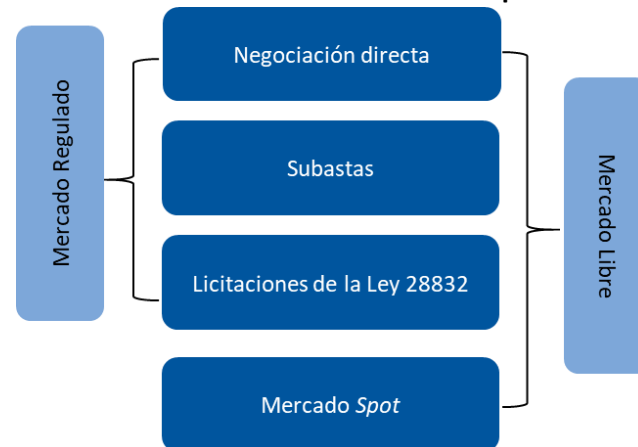 Mercado Regulado
Negociación directa
Subastas
Licitaciones de la Ley 28832
Mercado Spot
Mercado Libre